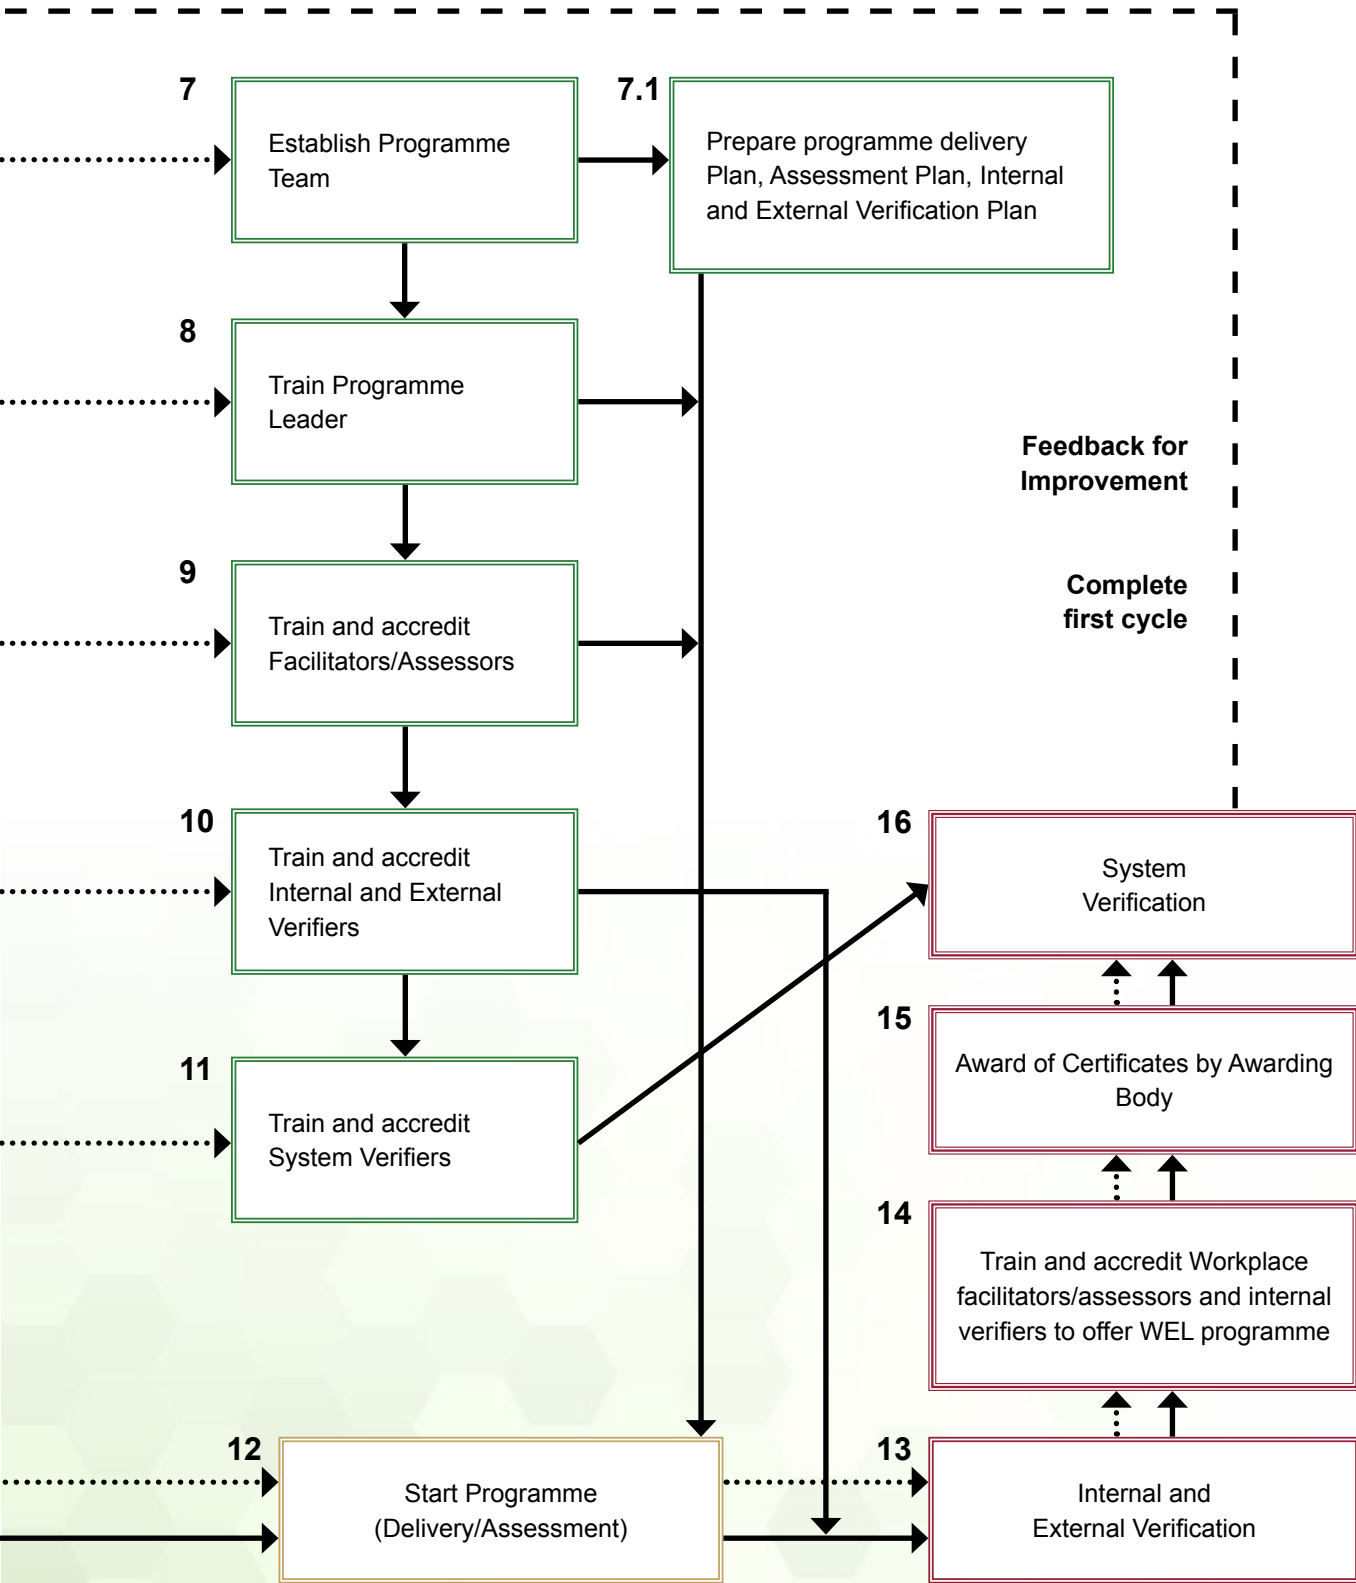 7
Establish Programme
Team
7.1
Prepare programme delivery
Plan, Assessment Plan, Internal
and External Verification Plan
8
Train Programme
Leader
Feedback for
Improvement
9
Train and accredit
Facilitators/Assessors
Complete
first cycle
10
Train and accredit
Internal and External
Verifiers
16
System
Verification
11
Train and accredit
System Verifiers
15
Award of Certificates by Awarding
Body
14
Train and accredit Workplace
facilitators/assessors and internal
verifiers to offer WEL programme
12
Start Programme
(Delivery/Assessment)
13
Internal and
External Verification